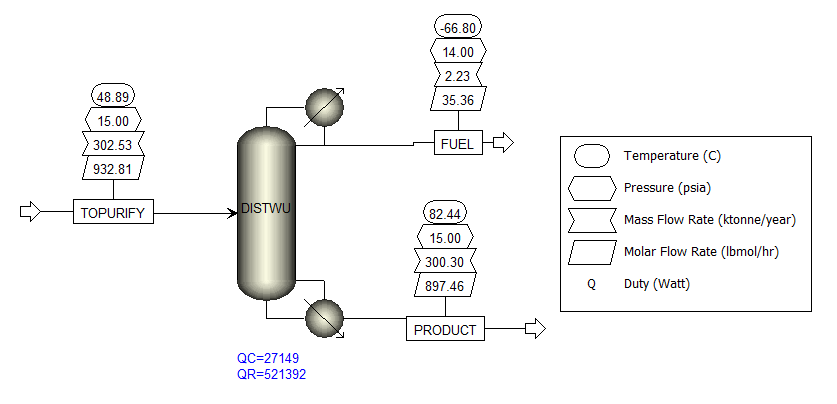 -66.80
14.00
2.23
35.36
FUEL
48.89
15.00
302.53
932.81
TOPURIFY
DISTWU
82.44
15.00
300.30
897.46
PRODUCT
QC=27149
QR=521392
Temperature (C)
Pressure (psia)
Mass Flow Rate (ktonne/year)
Molar Flow Rate (lbmol/hr)
Q Duty (Watt)